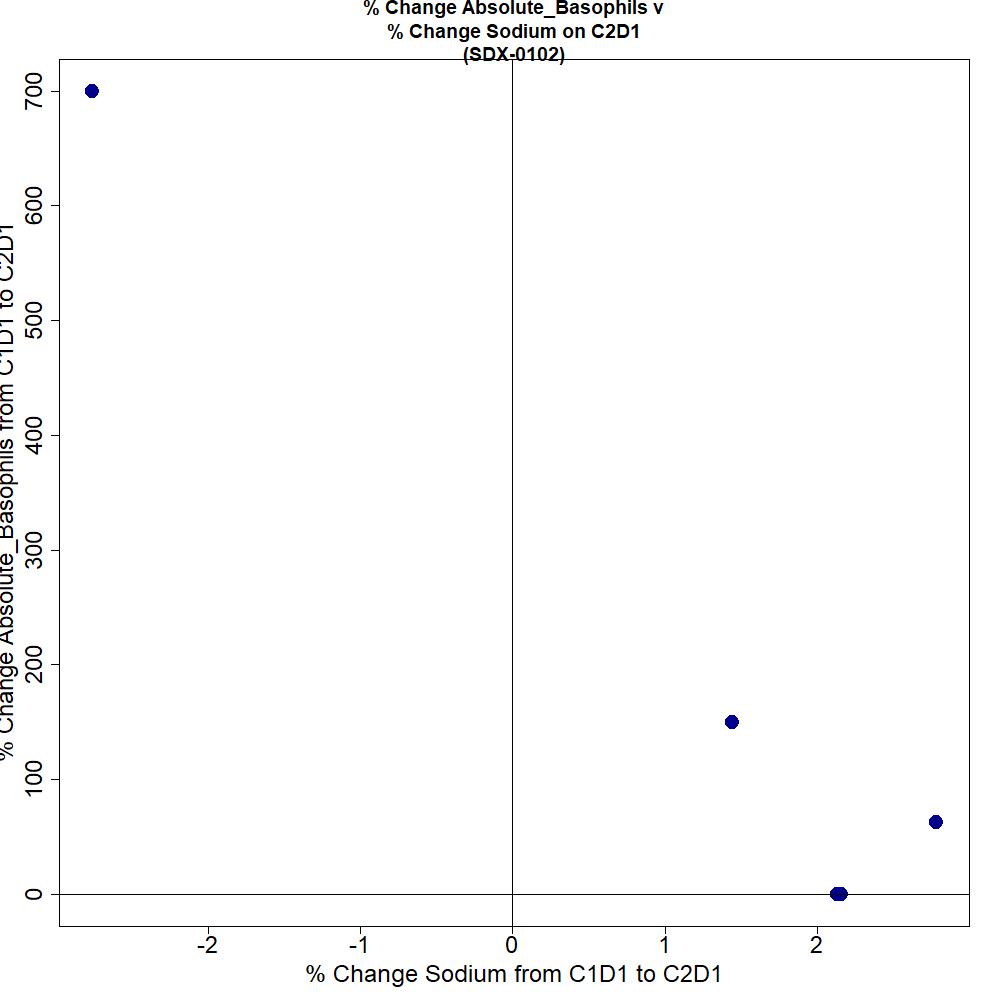 % Change Absolute_Basophils v
% Change Sodium on C2D1
(SDX-0102)
% Change Absolute_Basophils from C1D1 to C2D1
700
600
500
400
300
200
100
0
-2
-1
0
1
2
% Change Sodium from C1D1 to C2D1